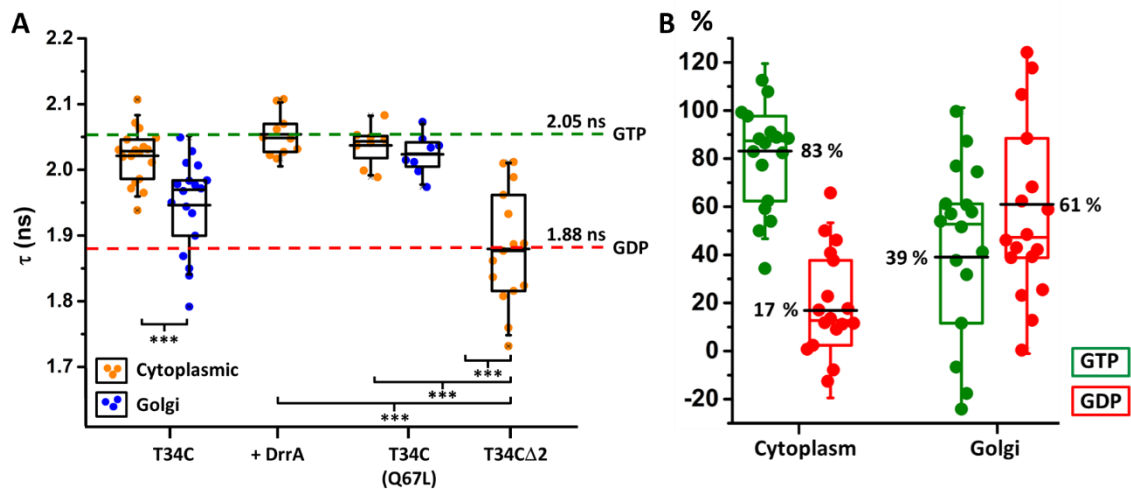 A
τ (ns)
2.2
2.1
2.0
1.9
1.8
1.7
2.05 ns
GTP
1.88 ns
GDP
***
***
***
***
Cytoplasmic
Golgi
T34C
+ DrrA
T34C
(Q67L)
T34CΔ2
B
%
120
100
80
60
40
20
0
-20
83 %
17 %
39 %
61 %
GTP
GDP
Cytoplasm
Golgi